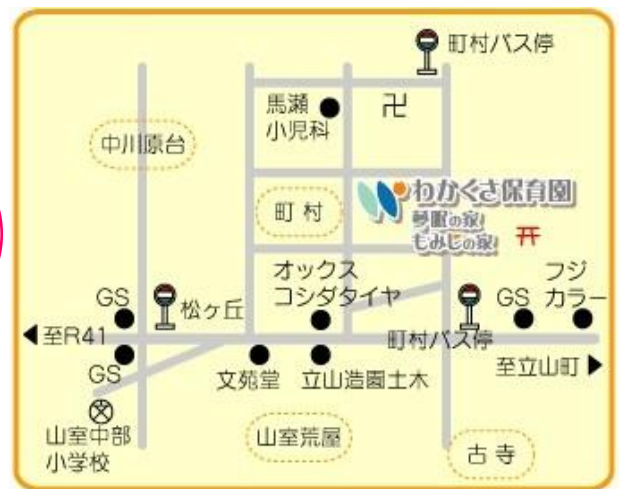 町村バス停
馬瀬
小児科
卍
中川原台
町村
わかくさ保育園
夢眠の家
もみじの家
オックス
コシダタイヤ
フジ
カラー
GS
松ヶ丘
GS
◀至R41
町村バス停
GS
文苑堂
立山造園土木
至立山町▶
山室中部
小学校
山室荒屋
古寺